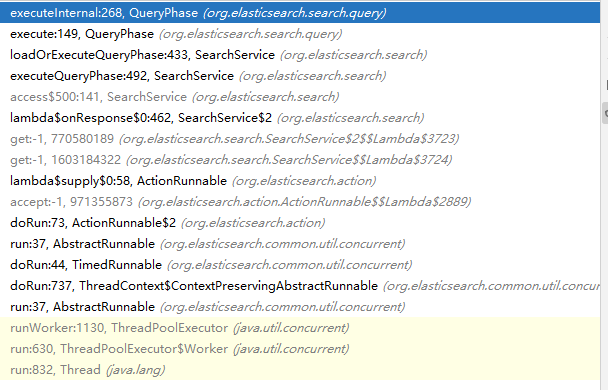 executeInternal:268, QueryPhase (org.elasticsearch.search.query)
execute:149, QueryPhase (org.elasticsearch.search.query)
loadOrExecuteQueryPhase:433, SearchService (org.elasticsearch.search)
executeQueryPhase:492, SearchService (org.elasticsearch.search)
access$500:141, SearchService (org.elasticsearch.search)
lambda$onResponse$0:462, SearchService$2 (org.elasticsearch.search)
get:-1, 770580189 (org.elasticsearch.search.SearchService$2$$Lambda$3723)
get:-1, 1603184322 (org.elasticsearch.search.SearchService$$Lambda$3724)
lambda$supply$0:58, ActionRunnable (org.elasticsearch.action)
accept:-1, 971355873 (org.elasticsearch.action.ActionRunnable$$Lambda$2889)
doRun:73, ActionRunnable$2 (org.elasticsearch.action)
run:37, AbstractRunnable (org.elasticsearch.common.util.concurrent)
doRun:44, TimedRunnable (org.elasticsearch.common.util.concurrent)
doRun:737, ThreadContext$ContextPreservingAbstractRunnable (org.elasticsearch.common.util.concur
run:37, AbstractRunnable (org.elasticsearch.common.util.concurrent)
runWorker:1130, ThreadPoolExecutor (java.util.concurrent)
run:630, ThreadPoolExecutor$Worker (java.util.concurrent)
run:832, Thread (java.lang)